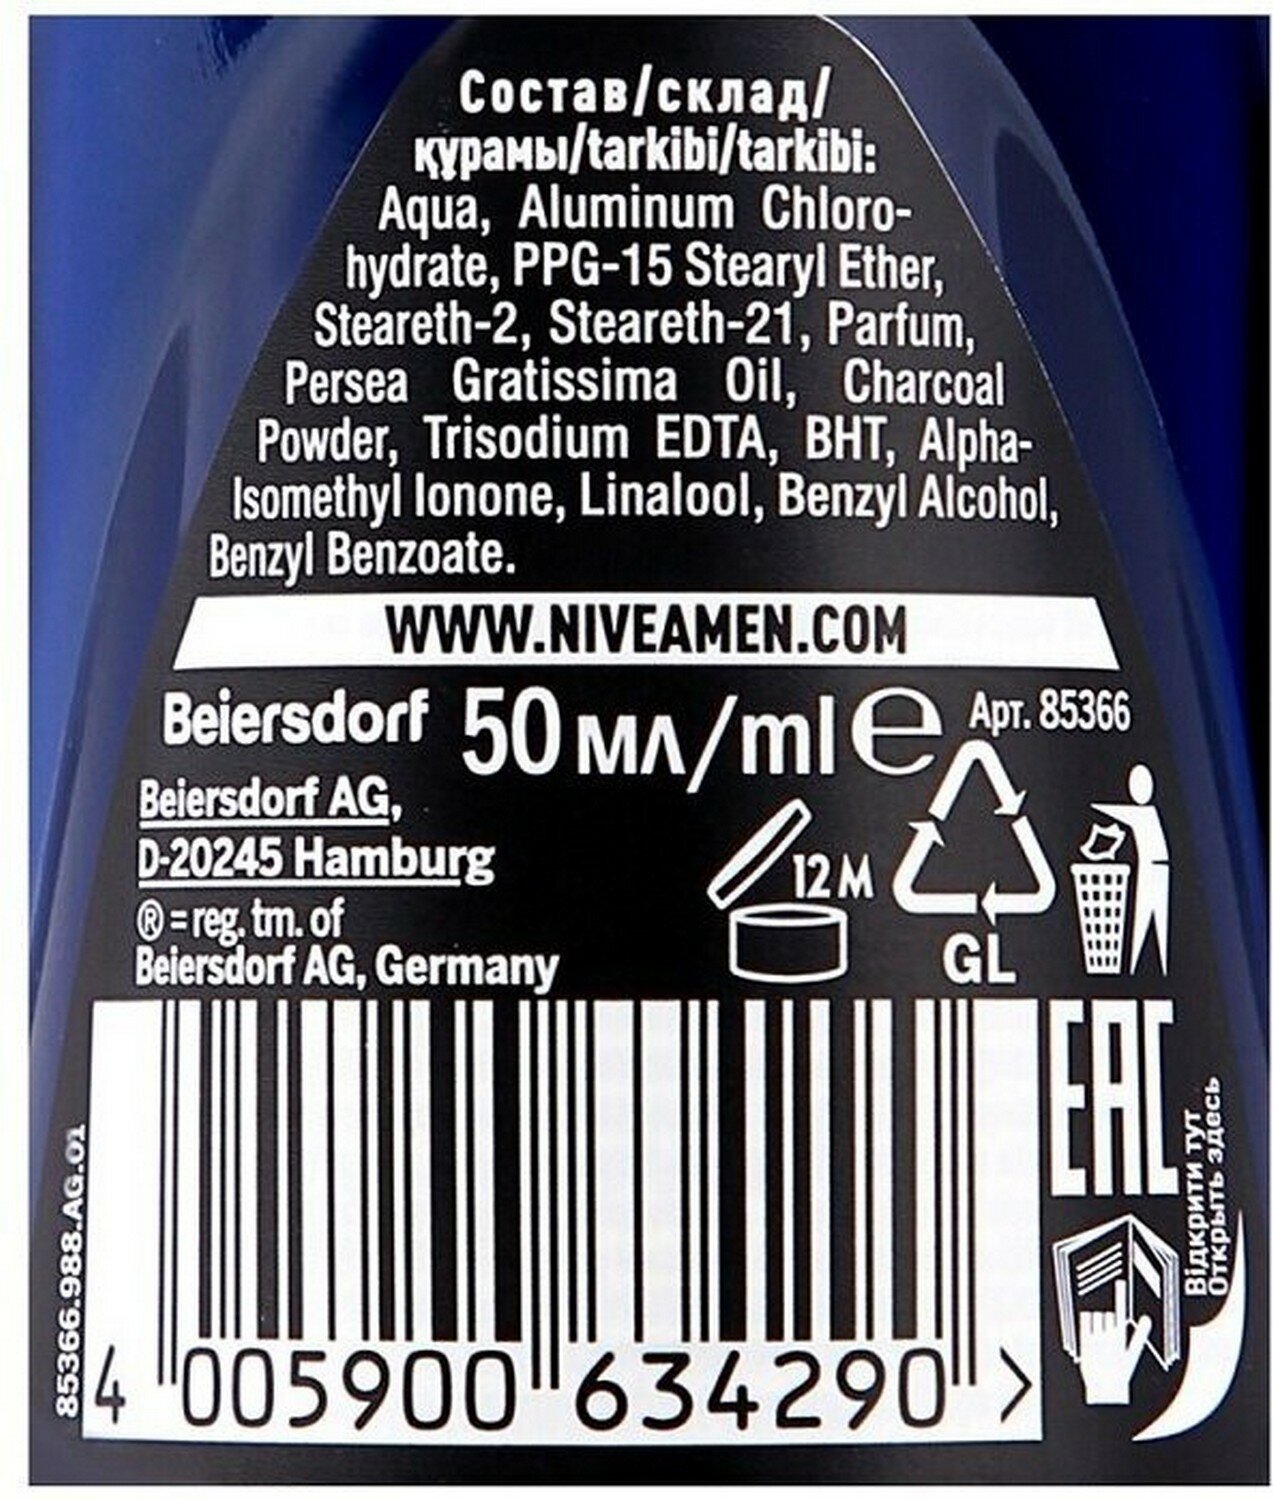 Состав/склад/
құрамы/tarkibi/tarkibi:
Aqua, Aluminum Chloro-
hydrate, PPG-15 Stearyl Ether,
Steareth-2, Steareth-21, Parfum,
Persea Gratissima Oil, Charcoal
Powder, Trisodium EDTA, BHT, Alpha-
Isomethyl Ionone, Linalool, Benzyl Alcohol,
Benzyl Benzoate.
WWW.NIVEAMEN.COM
Beiersdorf 50 мл/ml ℮ Арт. 85366
Beiersdorf AG,
D-20245 Hamburg
® = reg. tm. of
Beiersdorf AG, Germany
12 M
GL
EAC
Відкрити тут
Открыть здесь
85366.988.AG.01
4 005900 634290 >